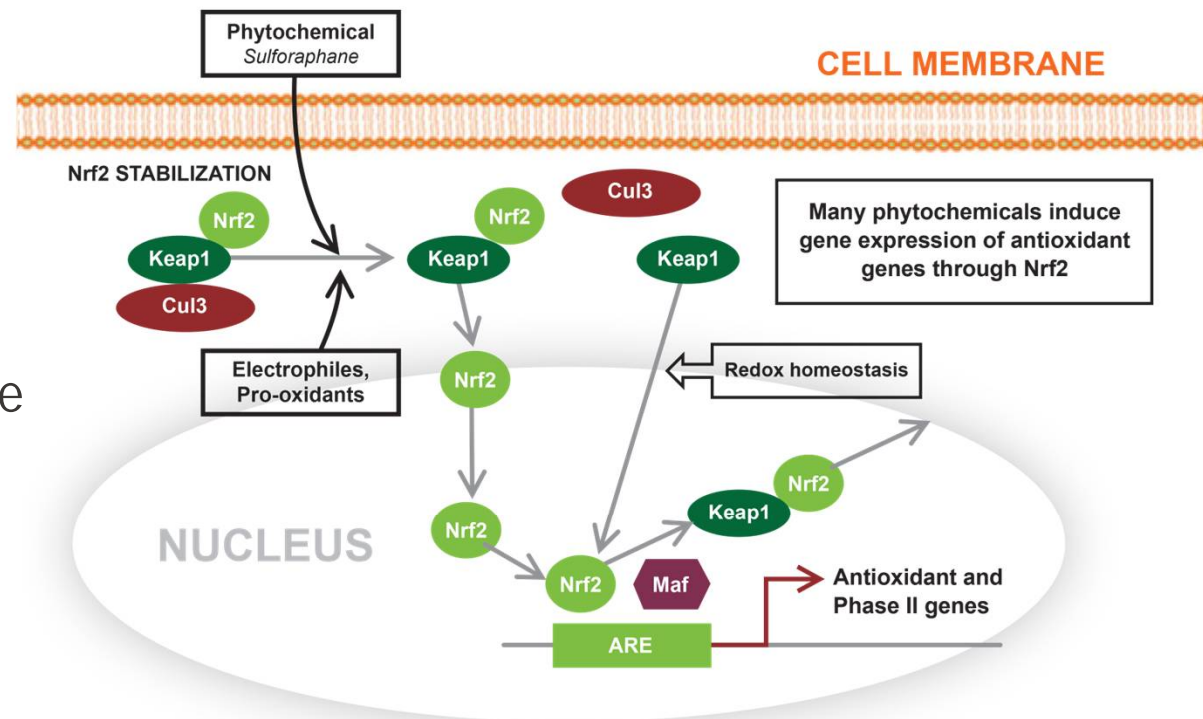 Phytochemical
Sulforaphane
CELL MEMBRANE
Nrf2 STABILIZATION
Nrf2
Keap1
Cul3
Nrf2
Keap1
Cul3
Keap1
Many phytochemicals induce
gene expression of antioxidant
genes through Nrf2
Electrophiles,
Pro-oxidants
e
Nrf2
Redox homeostasis
Nrf2
Keap1
NUCLEUS
Nrf2
Nrf2
Maf
Antioxidant and
Phase II genes
ARE